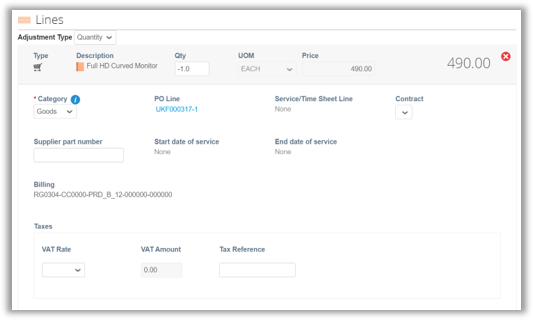 Lines
Adjustment Type Quantity
Type Description Qty UOM Price
Full HD Curved Monitor -1.0 EACH 490.00 490.00
* Category i PO Line Service/Time Sheet Line Contract
Goods UKF000317-1 None
Supplier part number Start date of service End date of service
None None
Billing
RG0304-CC0000-PRD_B_12-000000-000000
Taxes
VAT Rate VAT Amount Tax Reference
0.00